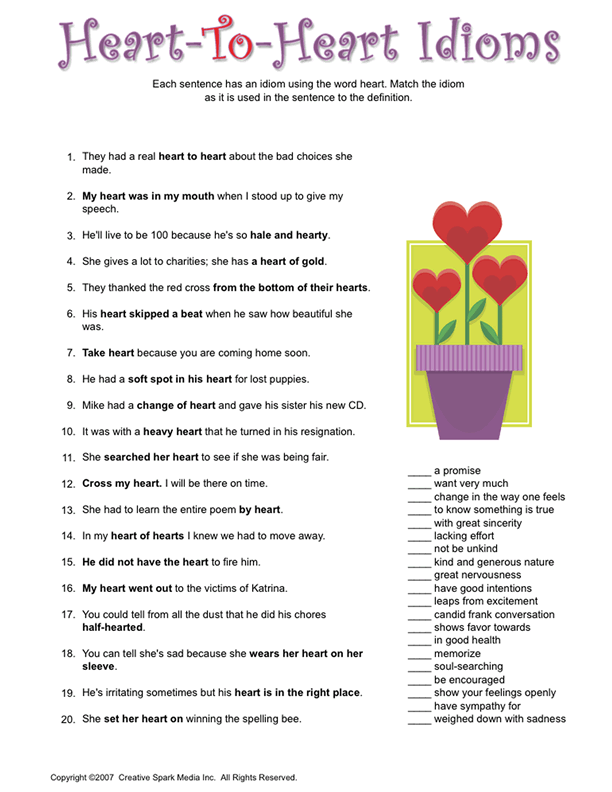 Heart-To-Heart Idioms
Each sentence has an idiom using the word heart. Match the idiom
as it is used in the sentence to the definition.
1. They had a real heart to heart about the bad choices she
made.
2. My heart was in my mouth when I stood up to give my
speech.
3. He'll live to be 100 because he's so hale and hearty.
4. She gives a lot to charities; she has a heart of gold.
5. They thanked the red cross from the bottom of their hearts.
6. His heart skipped a beat when he saw how beautiful she
was.
7. Take heart because you are coming home soon.
8. He had a soft spot in his heart for lost puppies.
9. Mike had a change of heart and gave his sister his new CD.
10. It was with a heavy heart that he turned in his resignation.
11. She searched her heart to see if she was being fair.
12. Cross my heart. I will be there on time.
13. She had to learn the entire poem by heart.
14. In my heart of hearts I knew we had to move away.
15. He did not have the heart to fire him.
16. My heart went out to the victims of Katrina.
17. You could tell from all the dust that he did his chores
half-hearted.
18. You can tell she's sad because she wears her heart on her
sleeve.
19. He's irritating sometimes but his heart is in the right place.
20. She set her heart on winning the spelling bee.
____ a promise
____ want very much
____ change in the way one feels
____ to know something is true
____ with great sincerity
____ lacking effort
____ not be unkind
____ kind and generous nature
____ great nervousness
____ have good intentions
____ leaps from excitement
____ candid frank conversation
____ shows favor towards
____ in good health
____ memorize
____ soul-searching
____ be encouraged
____ show your feelings openly
____ have sympathy for
____ weighed down with sadness
Copyright ©2007 Creative Spark Media Inc. All Rights Reserved.